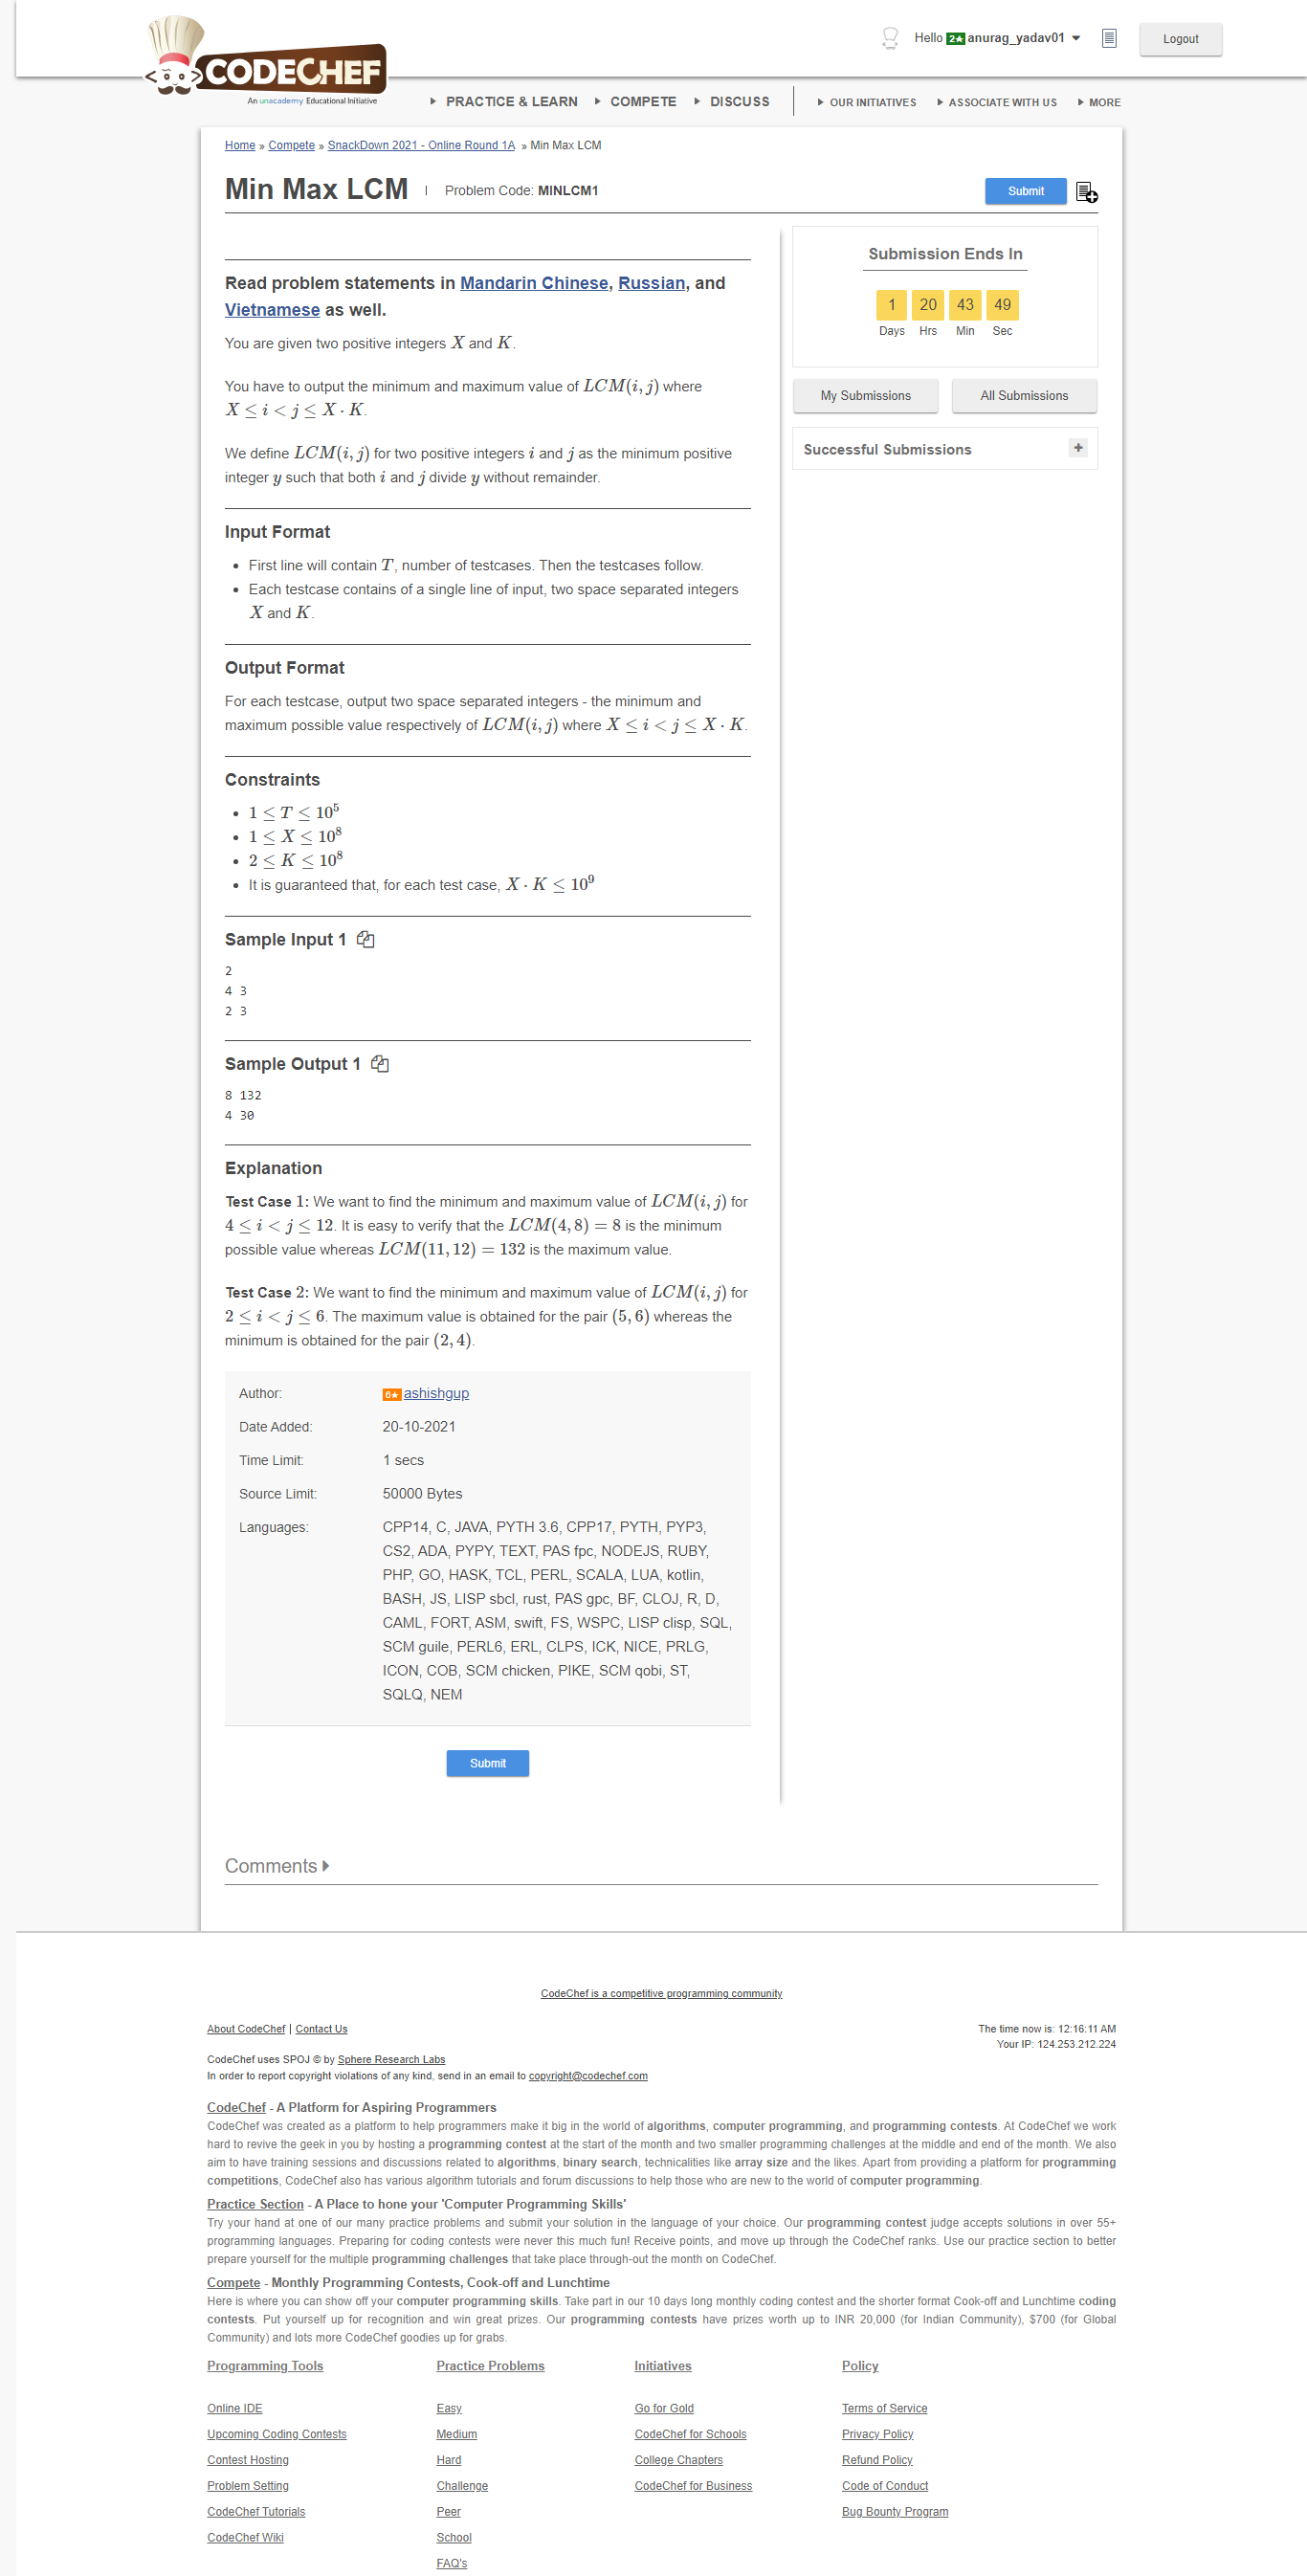 CODECHEF
An unacademy Educational Initiative
Hello 2★ anurag_yadav01
Logout
PRACTICE & LEARN COMPETE DISCUSS OUR INITIATIVES ASSOCIATE WITH US MORE
Home » Compete » SnackDown 2021 - Online Round 1A » Min Max LCM
Min Max LCM | Problem Code: MINLCM1
Submit
Read problem statements in Mandarin Chinese, Russian, and
Vietnamese as well.
You are given two positive integers X and K.
You have to output the minimum and maximum value of LCM(i, j) where
X ≤ i < j ≤ X · K.
We define LCM(i, j) for two positive integers i and j as the minimum positive
integer y such that both i and j divide y without remainder.
Input Format
• First line will contain T, number of testcases. Then the testcases follow.
• Each testcase contains of a single line of input, two space separated integers
X and K.
Output Format
For each testcase, output two space separated integers - the minimum and
maximum possible value respectively of LCM(i, j) where X ≤ i < j ≤ X · K.
Constraints
• 1 ≤ T ≤ 10⁵
• 1 ≤ X ≤ 10⁸
• 2 ≤ K ≤ 10⁸
• It is guaranteed that, for each test case, X · K ≤ 10⁹
Sample Input 1
2
4 3
2 3
Sample Output 1
8 132
4 30
Explanation
Test Case 1: We want to find the minimum and maximum value of LCM(i, j) for
4 ≤ i < j ≤ 12. It is easy to verify that the LCM(4, 8) = 8 is the minimum
possible value whereas LCM(11, 12) = 132 is the maximum value.
Test Case 2: We want to find the minimum and maximum value of LCM(i, j) for
2 ≤ i < j ≤ 6. The maximum value is obtained for the pair (5, 6) whereas the
minimum is obtained for the pair (2, 4).
Author: 6★ ashishgup
Date Added: 20-10-2021
Time Limit: 1 secs
Source Limit: 50000 Bytes
Languages: CPP14, C, JAVA, PYTH 3.6, CPP17, PYTH, PYP3,
CS2, ADA, PYPY, TEXT, PAS fpc, NODEJS, RUBY,
PHP, GO, HASK, TCL, PERL, SCALA, LUA, kotlin,
BASH, JS, LISP sbcl, rust, PAS gpc, BF, CLOJ, R, D,
CAML, FORT, ASM, swift, FS, WSPC, LISP clisp, SQL,
SCM guile, PERL6, ERL, CLPS, ICK, NICE, PRLG,
ICON, COB, SCM chicken, PIKE, SCM qobi, ST,
SQLQ, NEM
Submit
Submission Ends In
1 20 43 49
Days Hrs Min Sec
My Submissions All Submissions
Successful Submissions +
Comments
CodeChef is a competitive programming community
About CodeChef | Contact Us
The time now is: 12:16:11 AM
Your IP: 124.253.212.224
CodeChef uses SPOJ © by Sphere Research Labs
In order to report copyright violations of any kind, send in an email to copyright@codechef.com
CodeChef - A Platform for Aspiring Programmers
CodeChef was created as a platform to help programmers make it big in the world of algorithms, computer programming, and programming contests. At CodeChef we work
hard to revive the geek in you by hosting a programming contest at the start of the month and two smaller programming challenges at the middle and end of the month. We also
aim to have training sessions and discussions related to algorithms, binary search, technicalities like array size and the likes. Apart from providing a platform for programming
competitions, CodeChef also has various algorithm tutorials and forum discussions to help those who are new to the world of computer programming.
Practice Section - A Place to hone your 'Computer Programming Skills'
Try your hand at one of our many practice problems and submit your solution in the language of your choice. Our programming contest judge accepts solutions in over 55+
programming languages. Preparing for coding contests were never this much fun! Receive points, and move up through the CodeChef ranks. Use our practice section to better
prepare yourself for the multiple programming challenges that take place through-out the month on CodeChef.
Compete - Monthly Programming Contests, Cook-off and Lunchtime
Here is where you can show off your computer programming skills. Take part in our 10 days long monthly coding contest and the shorter format Cook-off and Lunchtime coding
contests. Put yourself up for recognition and win great prizes. Our programming contests have prizes worth up to INR 20,000 (for Indian Community), $700 (for Global
Community) and lots more CodeChef goodies up for grabs.
Programming Tools Practice Problems Initiatives Policy
Online IDE Easy Go for Gold Terms of Service
Upcoming Coding Contests Medium CodeChef for Schools Privacy Policy
Contest Hosting Hard College Chapters Refund Policy
Problem Setting Challenge CodeChef for Business Code of Conduct
CodeChef Tutorials Peer Bug Bounty Program
CodeChef Wiki School
FAQ's